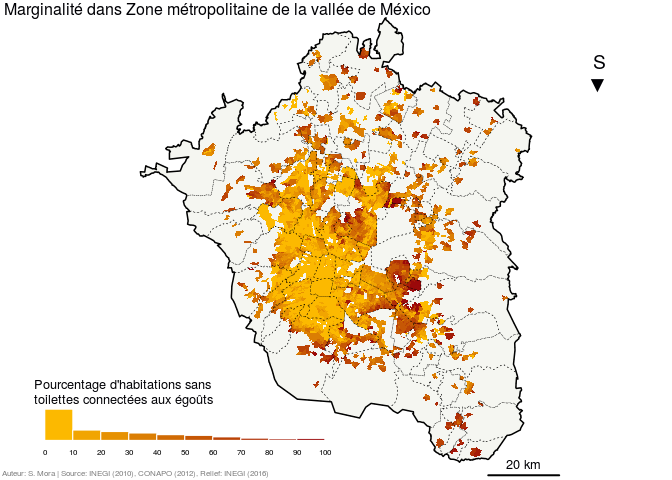 Marginalité dans Zone métropolitaine de la vallée de México
S
Pourcentage d'habitations sans
toilettes connectées aux égoûts
0 10 20 30 40 50 60 70 80 90 100
20 km
Auteur: S. Mora | Source: INEGI (2010). CONAPO (2012). Relief: INEGI (2016)